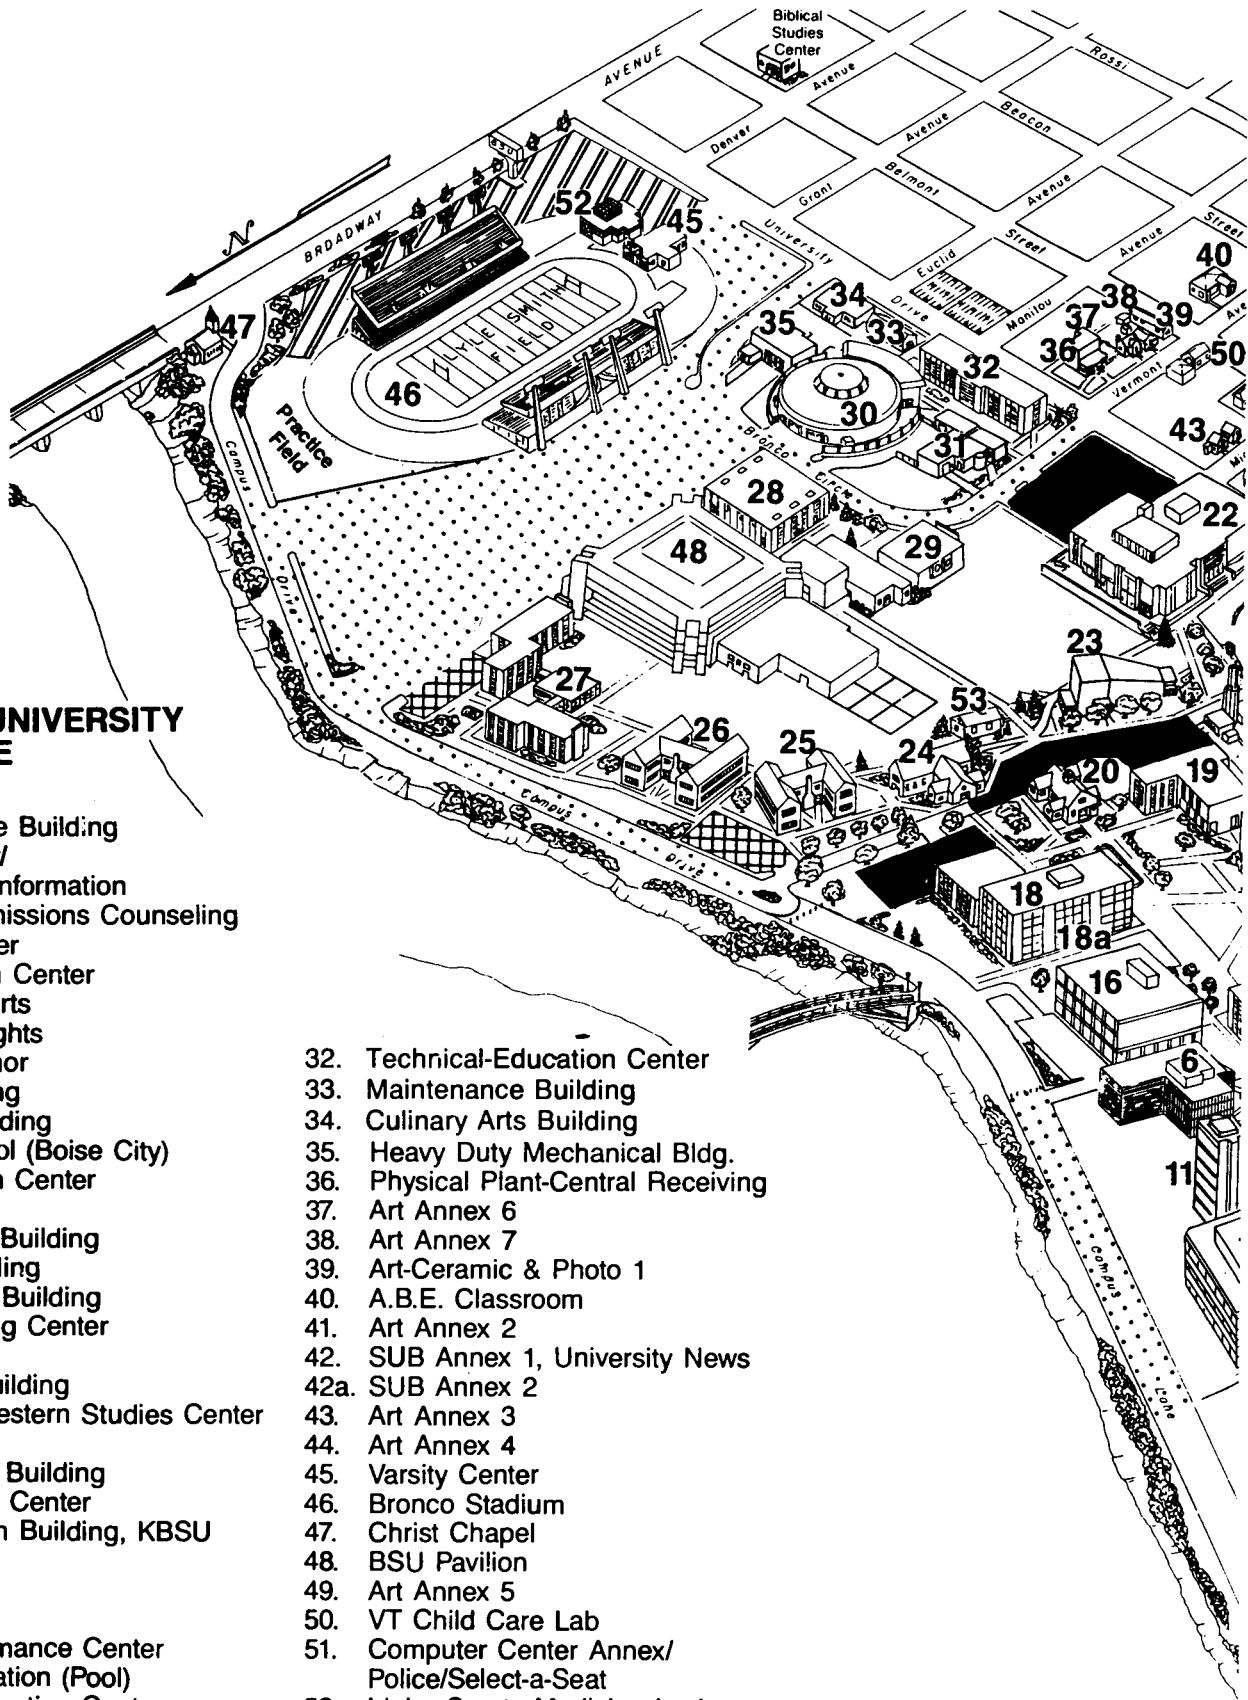 Biblical
Studies
Center
AVENUE
Avenue
Rossi
Denver
Avenue
Beacon
Grant
Belmont
Avenue
BSU
52
45
BROADWAY
N
University
Euclid
Street
Avenue
Street
40
47
LYLE SMITH
FIELD
46
34
Drive
Manitou
38
37
39
35
33
36
50
32
Vermont
30
43
Practice
Field
Campus
Bronco
31
Circle
28
22
48
29
Drive
23
27
53
26
25
24
20
19
Campus
Drive
18
18a
16
6
11
Campus
Lane
UNIVERSITY
e Building
/
nformation
missions Counseling
er
Center
rts
ghts
nor
ng
ding
ol (Boise City)
Center
Building
ling
Building
g Center
uilding
estern Studies Center
Building
Center
n Building, KBSU
mance Center
ation (Pool)
32. Technical-Education Center
33. Maintenance Building
34. Culinary Arts Building
35. Heavy Duty Mechanical Bldg.
36. Physical Plant-Central Receiving
37. Art Annex 6
38. Art Annex 7
39. Art-Ceramic & Photo 1
40. A.B.E. Classroom
41. Art Annex 2
42. SUB Annex 1, University News
42a. SUB Annex 2
43. Art Annex 3
44. Art Annex 4
45. Varsity Center
46. Bronco Stadium
47. Christ Chapel
48. BSU Pavilion
49. Art Annex 5
50. VT Child Care Lab
51. Computer Center Annex/
Police/Select-a-Seat